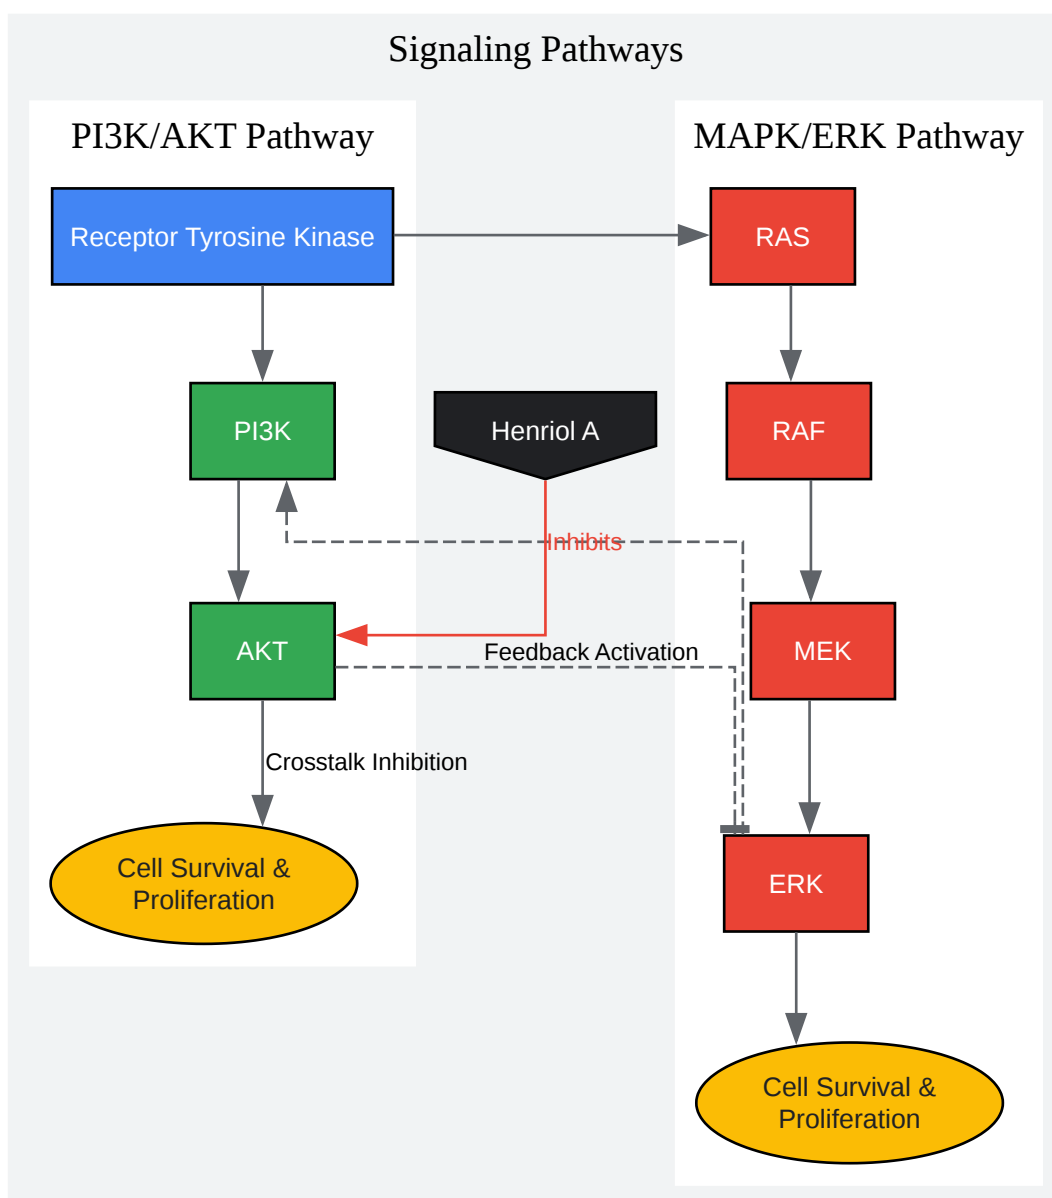 Signaling Pathways
PI3K/AKT Pathway
MAPK/ERK Pathway
Receptor Tyrosine Kinase
RAS
PI3K
Henriol A
RAF
Inhibits
AKT
Feedback Activation
MEK
Crosstalk Inhibition
Cell Survival &
Proliferation
ERK
Cell Survival &
Proliferation